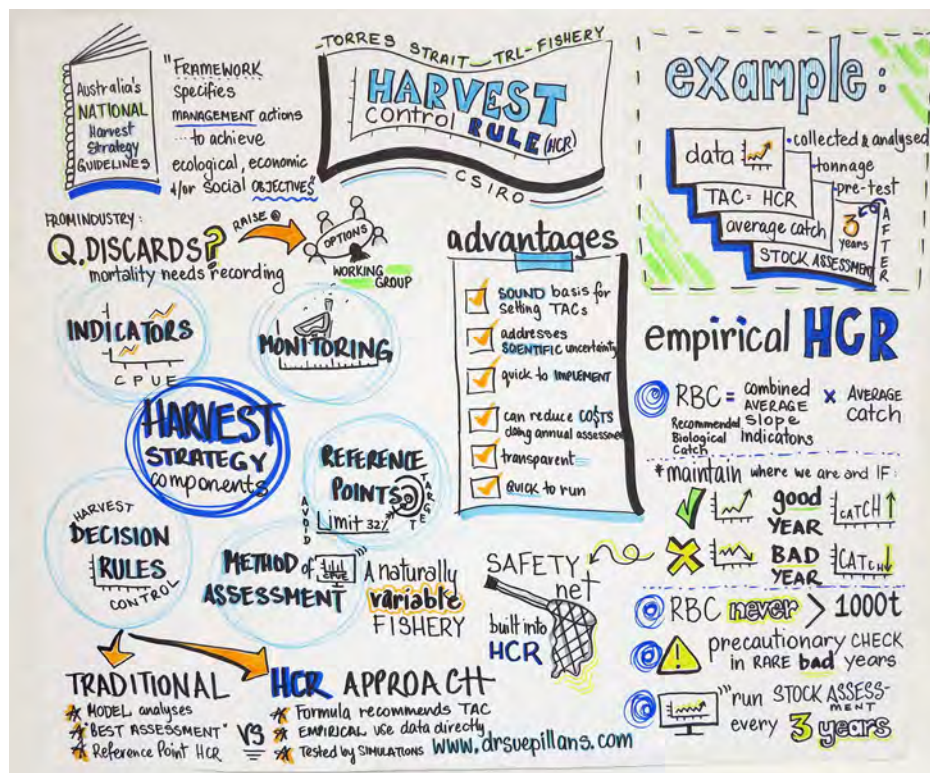 Australia's
NATIONAL
Harvest
Strategy
GUIDELINES
"FRAMEWORK
specifies
MANAGEMENT actions
...to achieve
ecological, economic
&/or Social OBJECTIVES"
-TORRES STRAIT TRL-FISHERY
HARVEST
control RULE (HCR)
CSIRO
example:
data
•collected & analysed
TAC= HCR
•tonnage
average catch
•pre-test
STOCK ASSESSMENT
3
years
AFTER
FROM INDUSTRY:
Q.DISCARDS?
mortality needs recording
RAISE @
OPTIONS
WORKING
GROUP
INDICATORS
CPUE
MONITORING
HARVEST
STRATEGY
components
REFERENCE
POINTS
AVOID
Limit 32%
TARGET
HARVEST
DECISION
RULES
CONTROL
METHOD of CPUE
ASSESSMENT
A naturally
variable
FISHERY
advantages
SOUND basis for
setting TACs
addresses
SCIENTIFIC uncertainty
quick to IMPLEMENT
can reduce CO$TS
doing annual assessment
transparent
QUICK to run
SAFETY
net
built into
HCR
empirical HCR
RBC = combined AVERAGE Slope Indicators x AVERAGE catch
Recommended
Biological
Catch
*maintain where we are and IF:
good
YEAR
CATCH
BAD
YEAR
CATCH
RBC never > 1000t
precautionary CHECK
in RARE bad years
run STOCK ASSESS-
MENT
every 3 years
TRADITIONAL
MODEL analyses
"BEST ASSESSMENT"
Reference Point HCR
VS
HCR APPROACH
Formula recommends TAC
EMPIRICAL use data directly
Tested by SIMULATIONS
www.drsuepillans.com